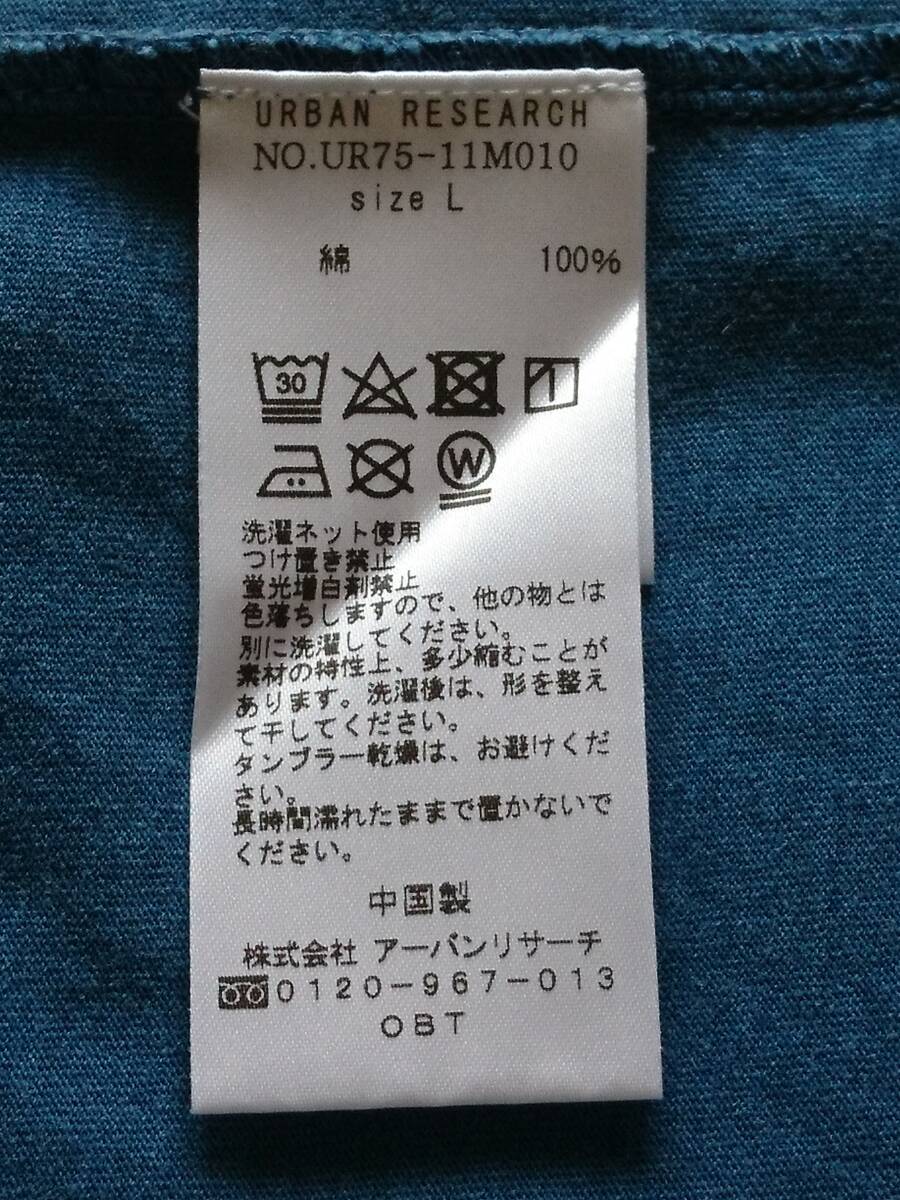 URBAN RESEARCH
NO.UR75-11M010
size L
綿 100%
30
W
洗濯ネット使用
つけ置き禁止
蛍光増白剤禁止
色落ちしますので、他の物とは
別に洗濯してください。
素材の特性上、多少縮むことが
あります。洗濯後は、形を整え
て干してください。
タンブラー乾燥は、お避けくだ
さい。
長時間濡れたままで置かないで
ください。
中国製
株式会社 アーバンリサーチ
0120-967-013
OBT